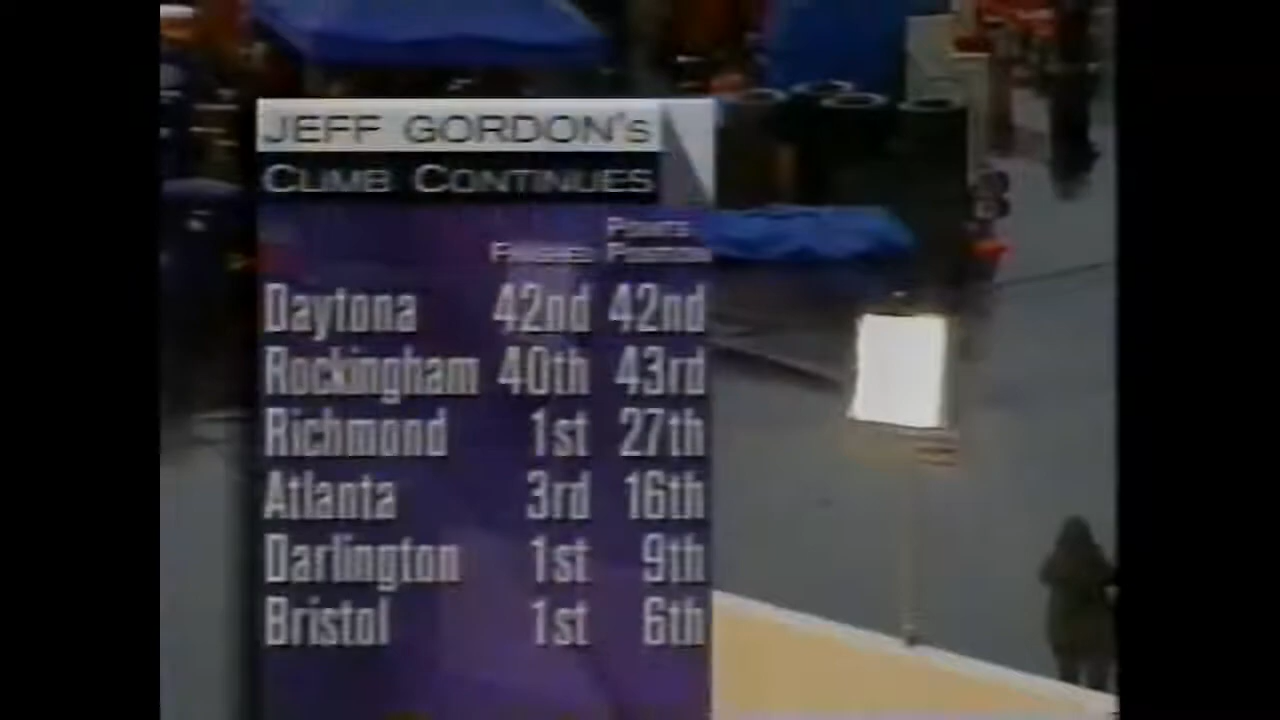 JEFF GORDON's
CLIMB CONTINUES
POINTS
FINISHED POSITION
Daytona 42nd 42nd
Rockingham 40th 43rd
Richmond 1st 27th
Atlanta 3rd 16th
Darlington 1st 9th
Bristol 1st 6th